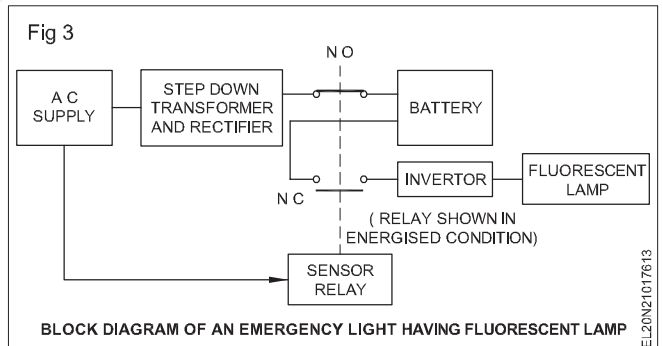 Fig 3
N O
A C
SUPPLY
STEP DOWN
TRANSFORMER
AND RECTIFIER
BATTERY
N C
INVERTOR
FLUORESCENT
LAMP
( RELAY SHOWN IN
ENERGISED CONDITION)
SENSOR
RELAY
BLOCK DIAGRAM OF AN EMERGENCY LIGHT HAVING FLUORESCENT LAMP
EL20N21017613